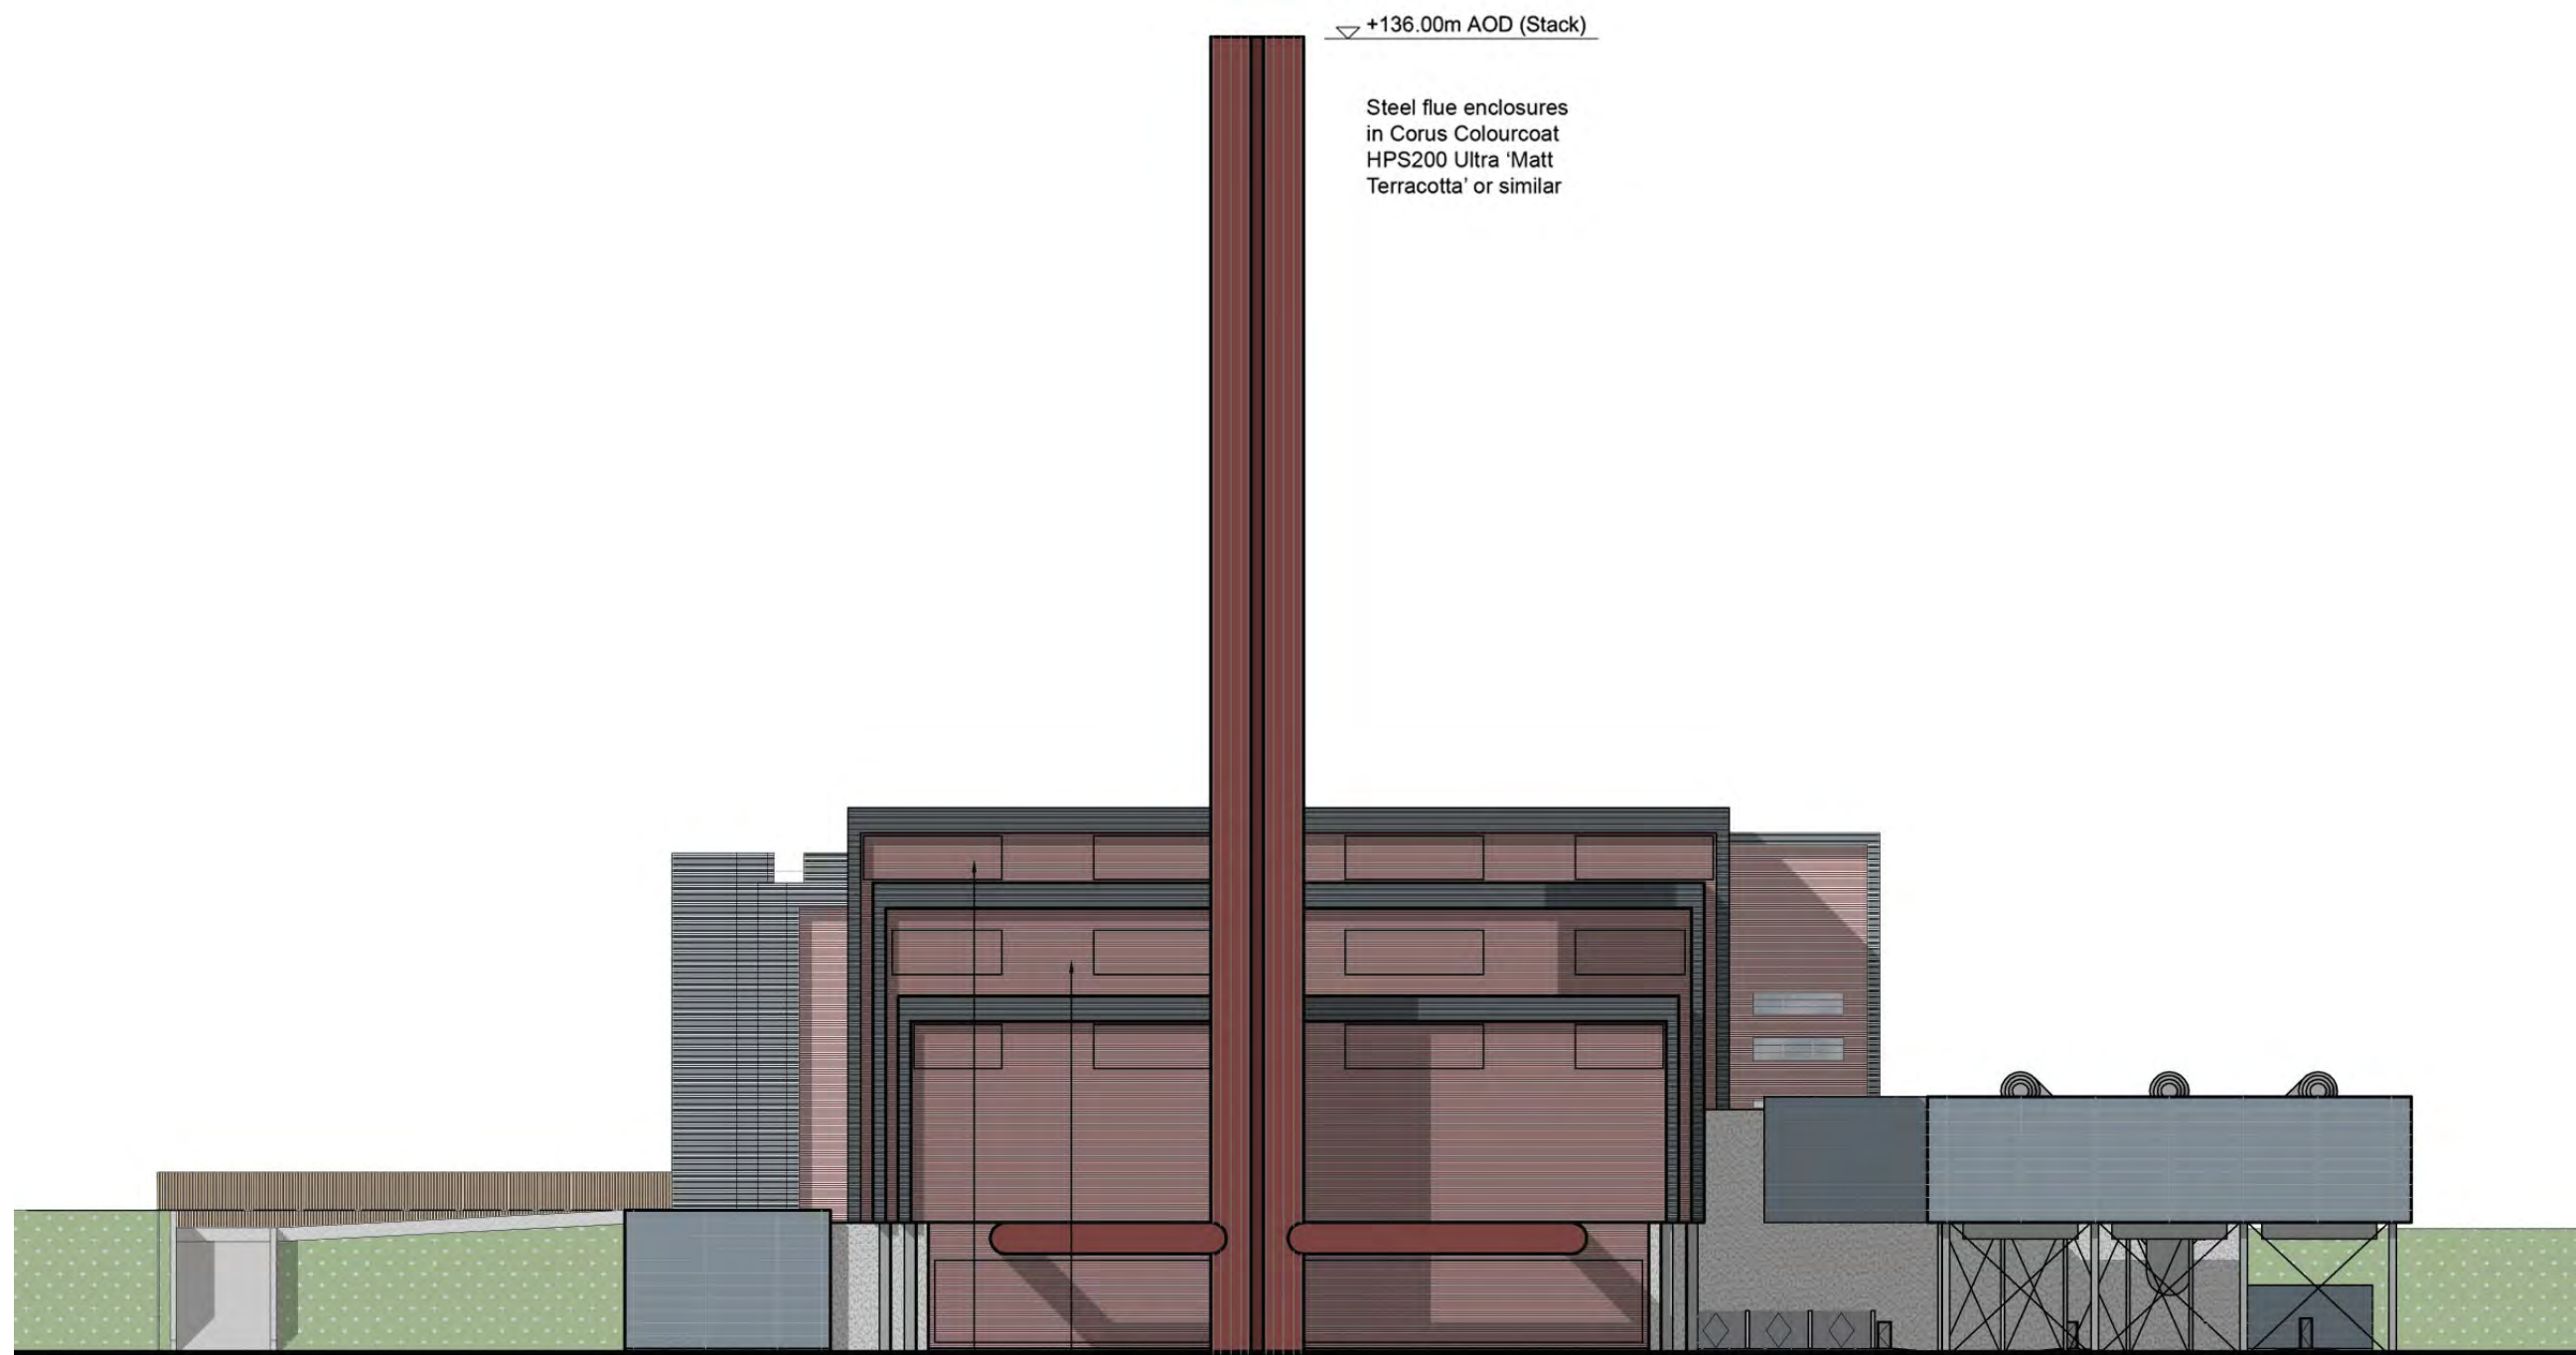 +136.00m AOD (Stack)
Steel flue enclosures
in Corus Colourcoat
HPS200 Ultra ‘Matt
Terracotta’ or similar